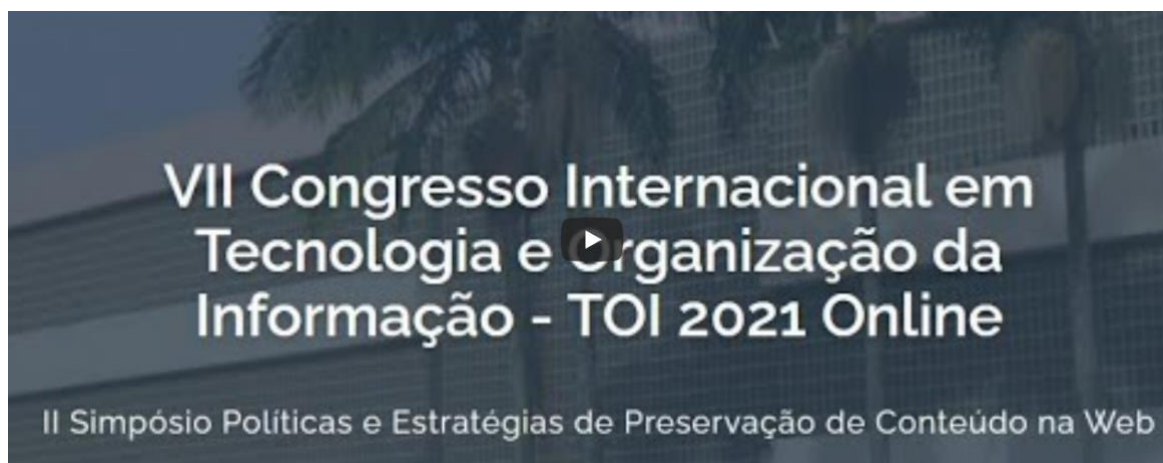 VII Congresso Internacional em
Tecnologia e Organização da
Informação - TOI 2021 Online
II Simpósio Políticas e Estratégias de Preservação de Conteúdo na Web